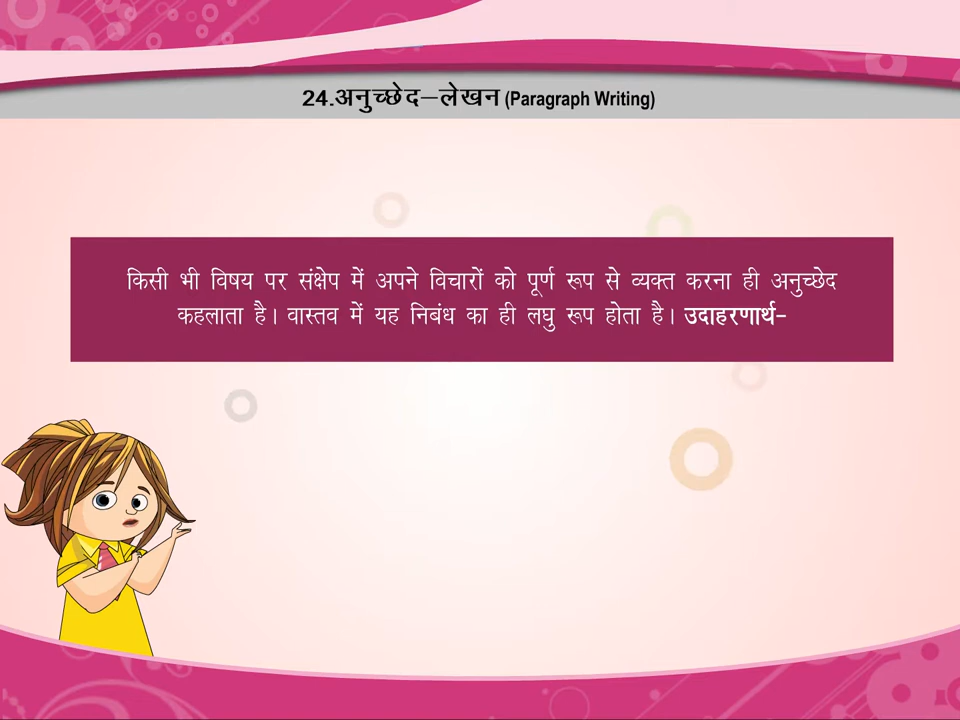 24.अनुच्छेद–लेखन (Paragraph Writing)
किसी भी विषय पर संक्षेप में अपने विचारों को पूर्ण रूप से व्यक्त करना ही अनुच्छेद
कहलाता है। वास्तव में यह निबंध का ही लघु रूप होता है। उदाहरणार्थ-